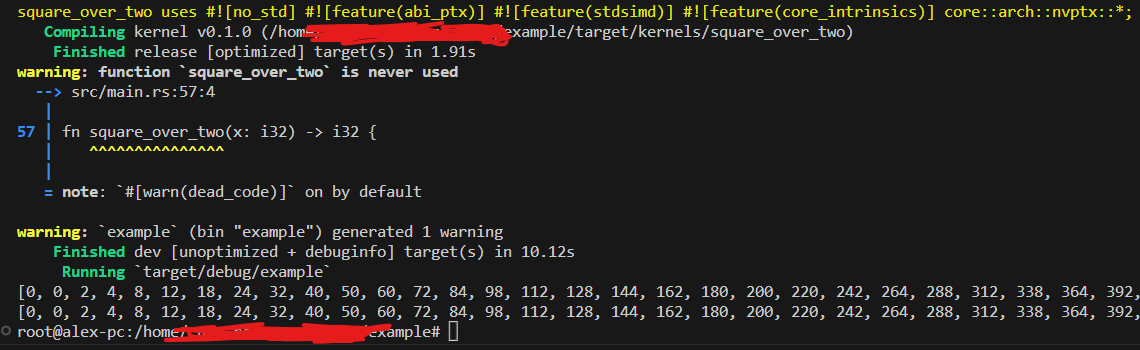 square_over_two uses #![no_std] #![feature(abi_ptx)] #![feature(stdsimd)] #![feature(core_intrinsics)] core::arch::nvptx::*;
Compiling kernel v0.1.0 (/home example/target/kernels/square_over_two)
Finished release [optimized] target(s) in 1.91s
warning: function `square_over_two` is never used
--> src/main.rs:57:4
|
57 | fn square_over_two(x: i32) -> i32 {
| ^^^^^^^^^^^^^^^
|
= note: `#[warn(dead_code)]` on by default
warning: `example` (bin "example") generated 1 warning
Finished dev [unoptimized + debuginfo] target(s) in 10.12s
Running `target/debug/example`
[0, 0, 2, 4, 8, 12, 18, 24, 32, 40, 50, 60, 72, 84, 98, 112, 128, 144, 162, 180, 200, 220, 242, 264, 288, 312, 338, 364, 392,
[0, 0, 2, 4, 8, 12, 18, 24, 32, 40, 50, 60, 72, 84, 98, 112, 128, 144, 162, 180, 200, 220, 242, 264, 288, 312, 338, 364, 392,
root@alex-pc:/home/ example#